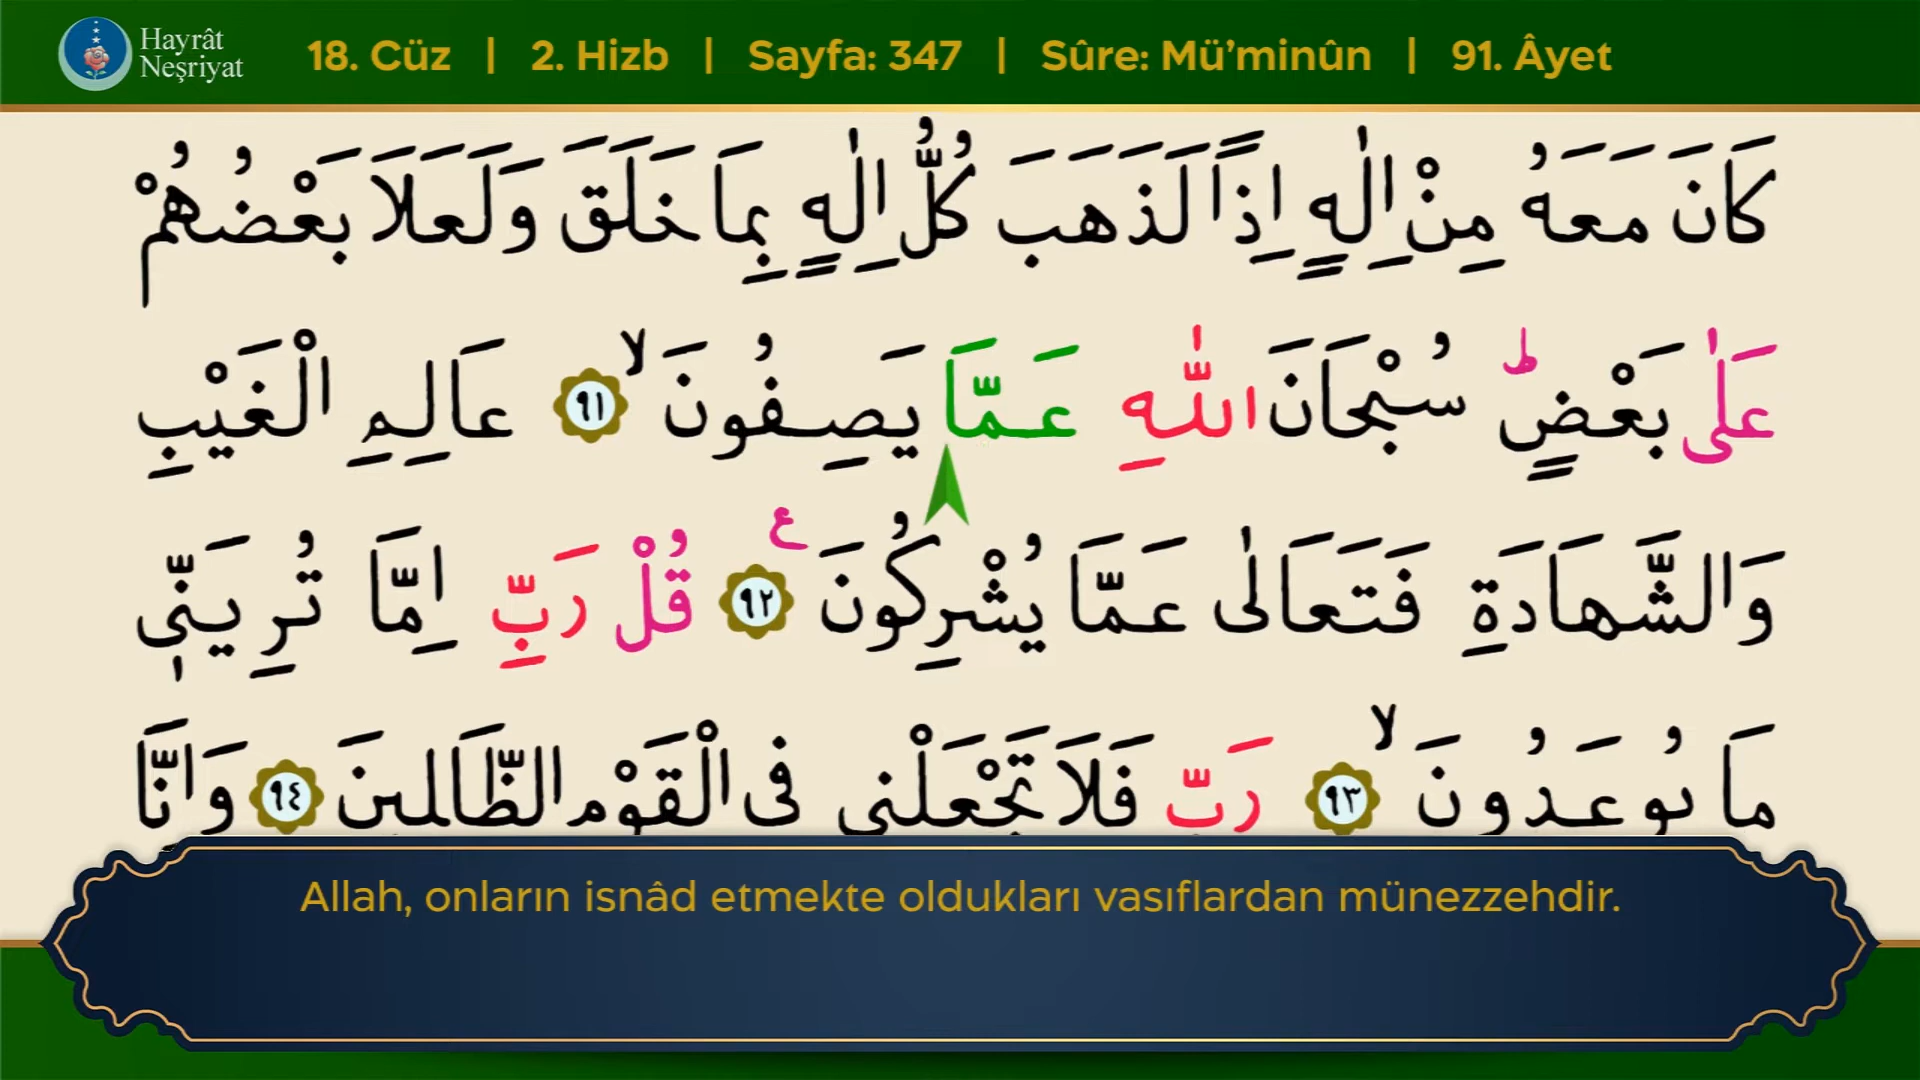 Hayrât
Neşriyat
18. Cüz | 2. Hizb | Sayfa: 347 | Sûre: Mü’minûn | 91. Âyet
كَانَ مَعَهُ مِنْ اِلٰهٍ اِذًا لَذَهَبَ كُلُّ اِلٰهٍ بِمَا خَلَقَ وَلَعَلَا بَعْضُهُمْ
عَلٰى بَعْضٍ ط سُبْحَانَ اللّٰهِ عَمَّا يَصِفُونَ لا ٩١ عَالِمِ الْغَيْبِ
وَالشَّهَادَةِ فَتَعَالٰى عَمَّا يُشْرِكُونَ ع ٩٢ قُلْ رَبِّ اِمَّا تُرِيَنّٖى
مَا يُوعَدُونَ لا ٩٣ رَبِّ فَلَا تَجْعَلْنٖى فِى الْقَوْمِ الظَّالِمٖينَ ٩٤ وَاِنَّا
Allah, onların isnâd etmekte oldukları vasıflardan münezzehdir.